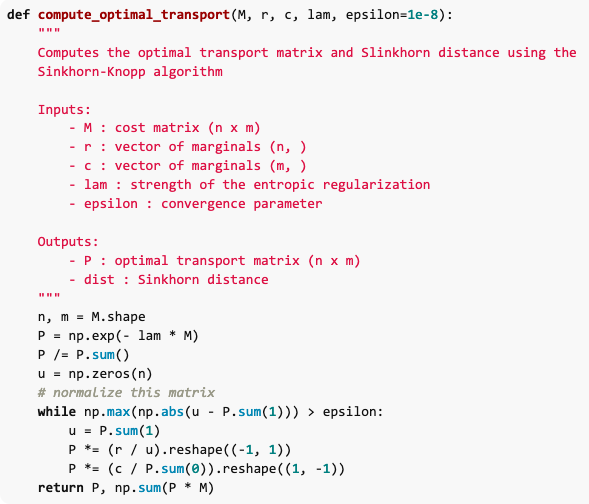 def compute_optimal_transport(M, r, c, lam, epsilon=1e-8):
    """
    Computes the optimal transport matrix and Slinkhorn distance using the
    Sinkhorn-Knopp algorithm

    Inputs:
        - M : cost matrix (n x m)
        - r : vector of marginals (n, )
        - c : vector of marginals (m, )
        - lam : strength of the entropic regularization
        - epsilon : convergence parameter

    Outputs:
        - P : optimal transport matrix (n x m)
        - dist : Sinkhorn distance
    """
    n, m = M.shape
    P = np.exp(- lam * M)
    P /= P.sum()
    u = np.zeros(n)
    # normalize this matrix
    while np.max(np.abs(u - P.sum(1))) > epsilon:
        u = P.sum(1)
        P *= (r / u).reshape((-1, 1))
        P *= (c / P.sum(0)).reshape((1, -1))
    return P, np.sum(P * M)